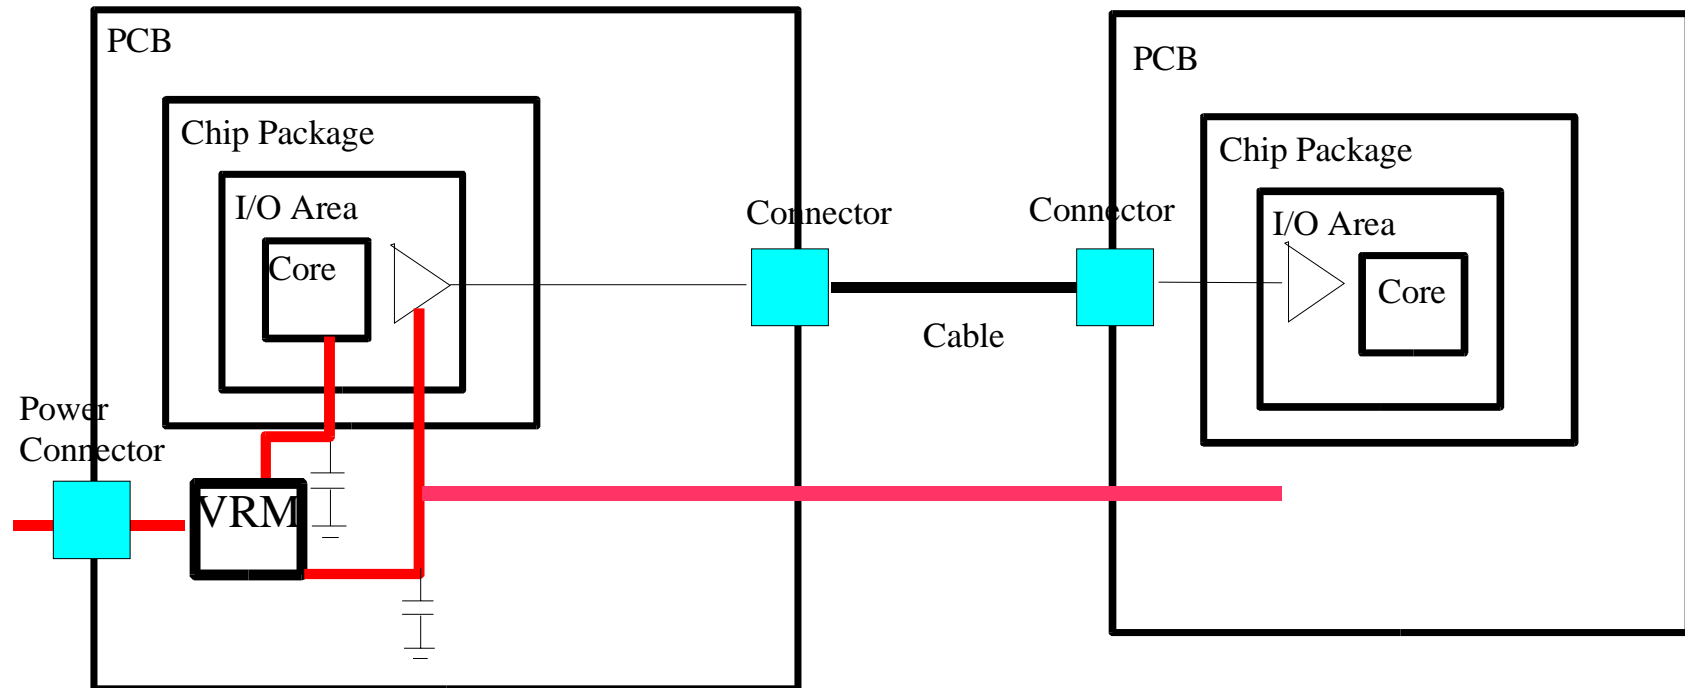 PCB
Chip Package
I/O Area
Core
Power
Connector
VRM
Connector
Cable
Connector
PCB
Chip Package
I/O Area
Core